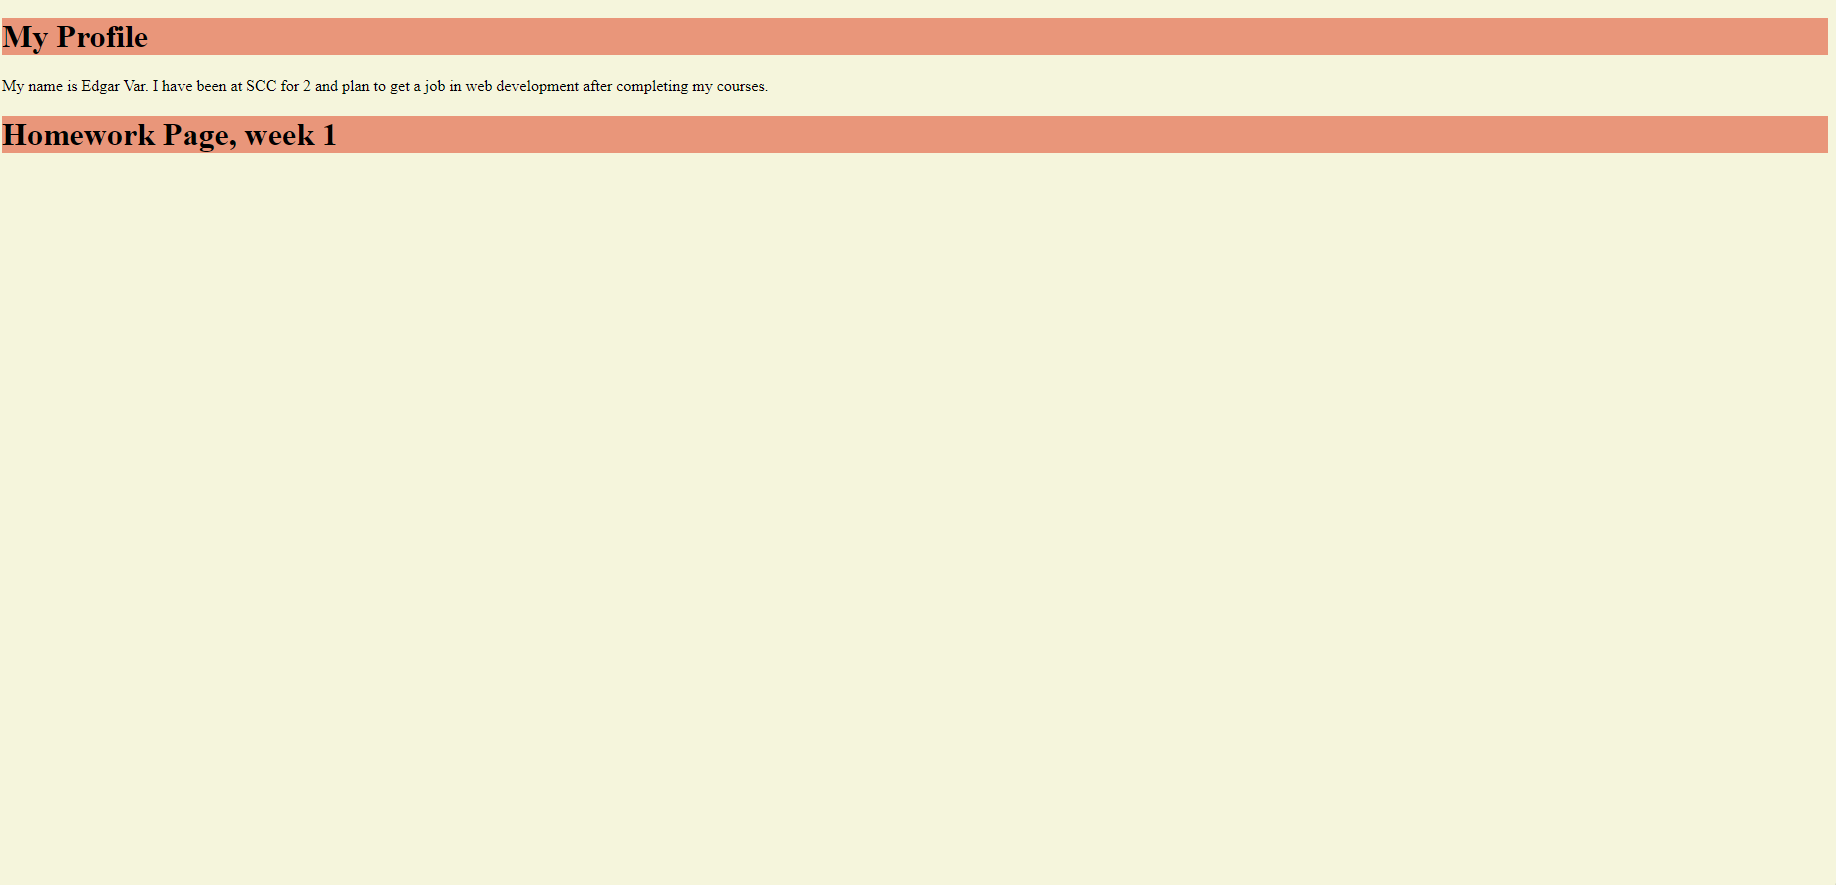 My Profile
My name is Edgar Var. I have been at SCC for 2 and plan to get a job in web development after completing my courses.
Homework Page, week 1